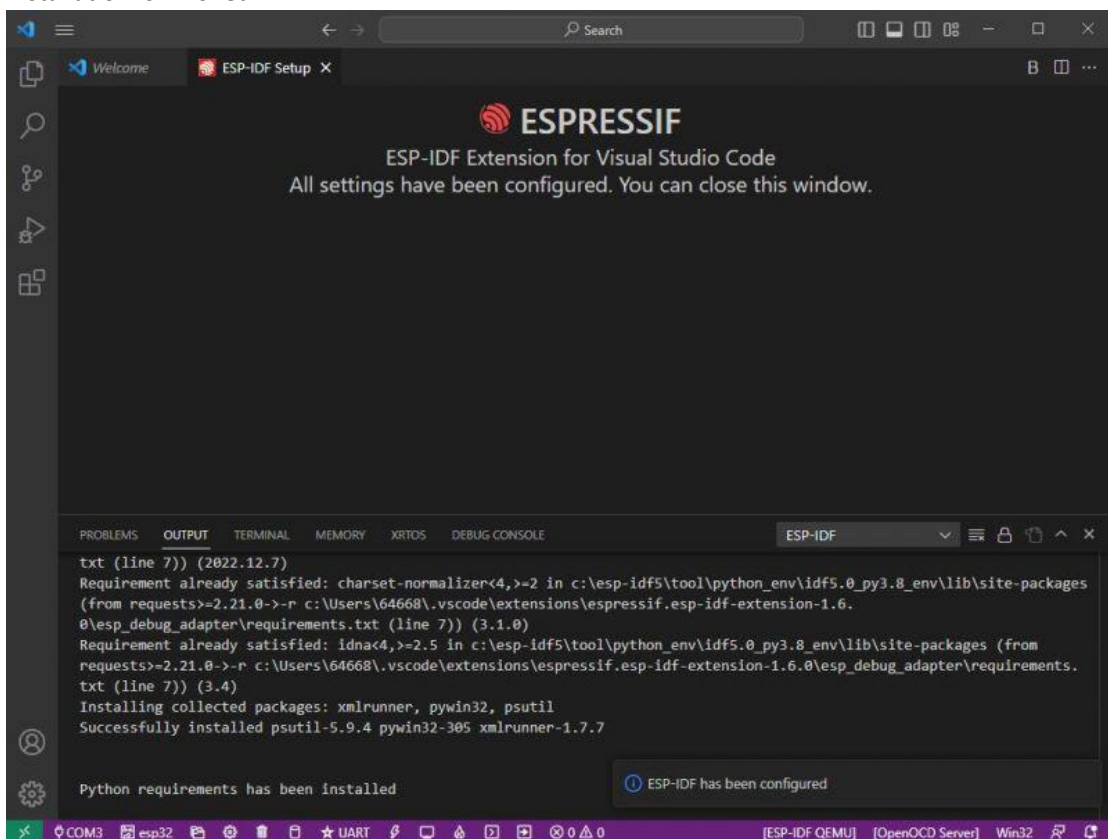 Search
Welcome
ESP-IDF Setup
B
ESPRESSIF
ESP-IDF Extension for Visual Studio Code
All settings have been configured. You can close this window.
PROBLEMS OUTPUT TERMINAL MEMORY XRTOS DEBUG CONSOLE
ESP-IDF
txt (line 7)) (2022.12.7)
Requirement already satisfied: charset-normalizer<4,>=2 in c:\esp-idf5\tool\python_env\idf5.0_py3.8_env\lib\site-packages
(from requests>=2.21.0->-r c:\Users\64668\.vscode\extensions\espressif.esp-idf-extension-1.6.
0\esp_debug_adapter\requirements.txt (line 7)) (3.1.0)
Requirement already satisfied: idna<4,>=2.5 in c:\esp-idf5\tool\python_env\idf5.0_py3.8_env\lib\site-packages (from
requests>=2.21.0->-r c:\Users\64668\.vscode\extensions\espressif.esp-idf-extension-1.6.0\esp_debug_adapter\requirements.
txt (line 7)) (3.4)
Installing collected packages: xmlrunner, pywin32, psutil
Successfully installed psutil-5.9.4 pywin32-305 xmlrunner-1.7.7
Python requirements has been installed
ESP-IDF has been configured
COM3 esp32 UART 0 0 [ESP-IDF QEMU] [OpenOCD Server] Win32